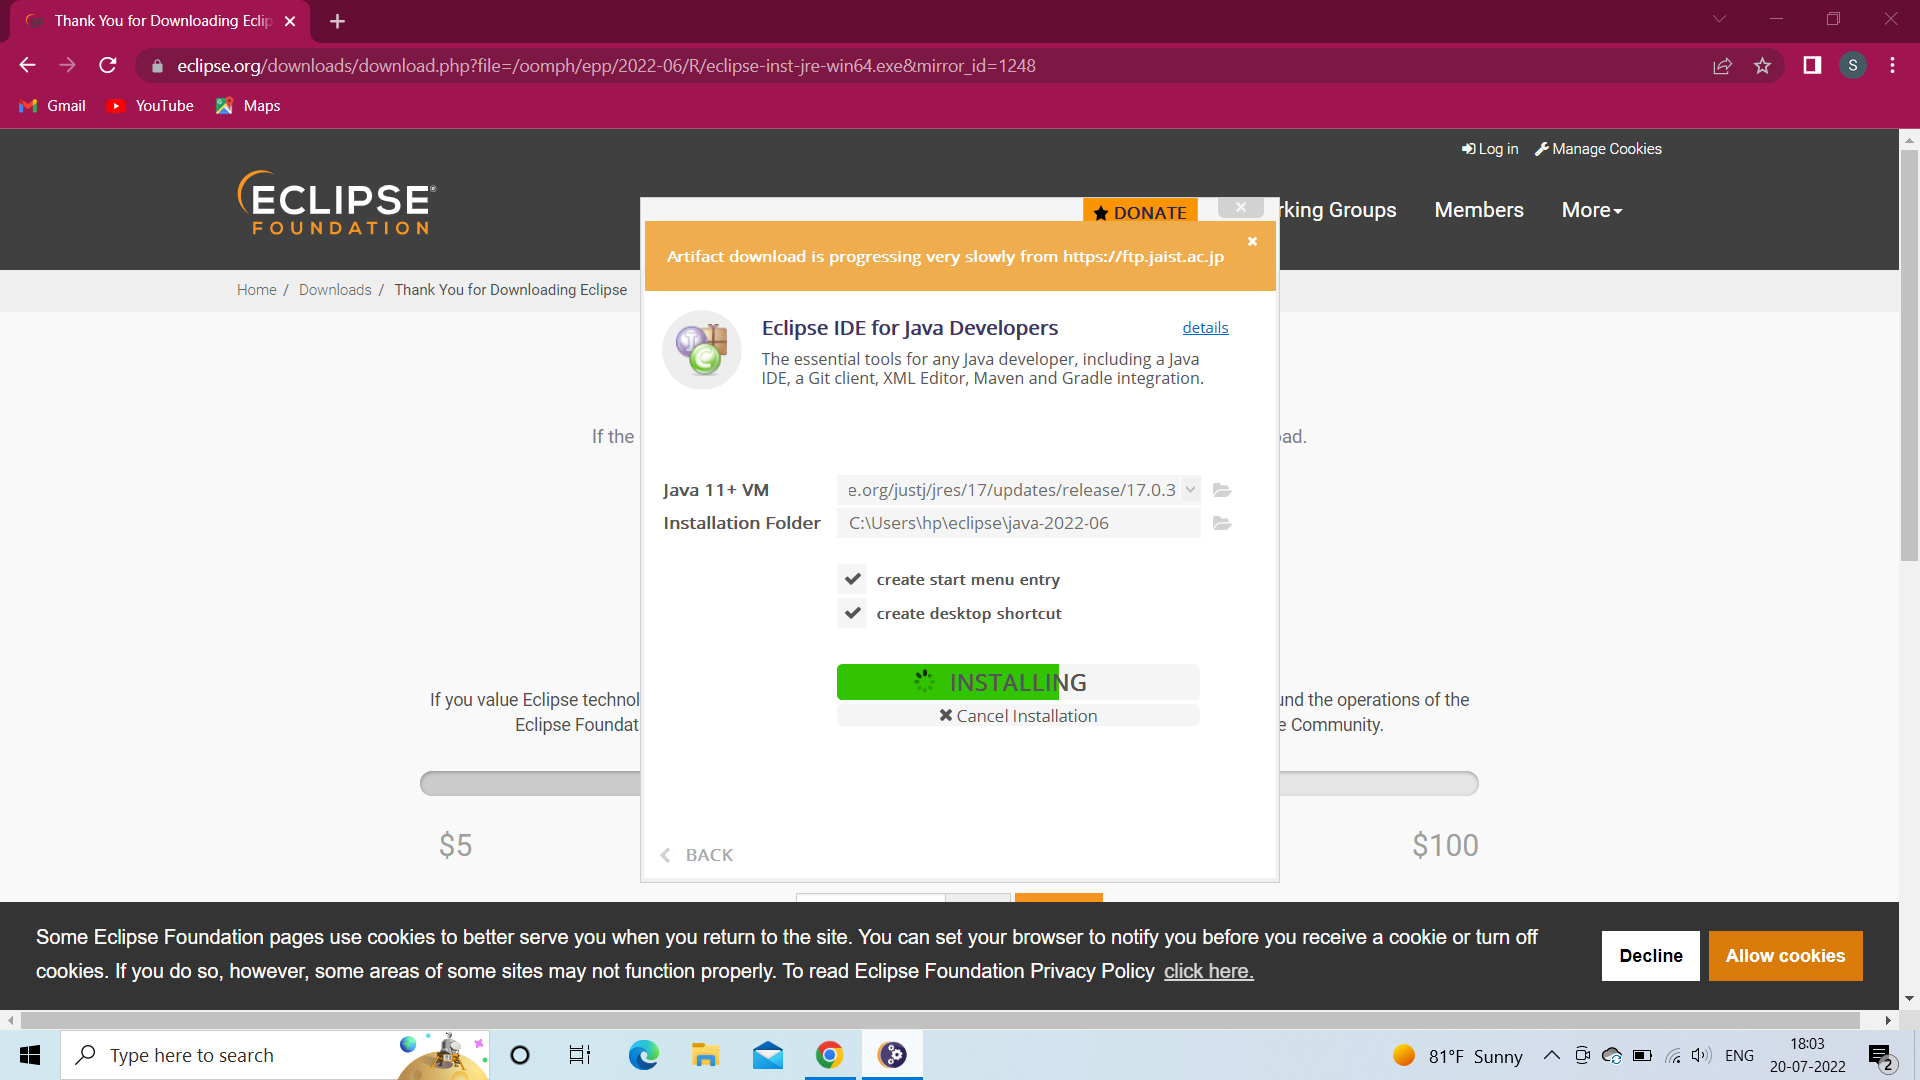 Thank You for Downloading Eclip
eclipse.org/downloads/download.php?file=/oomph/epp/2022-06/R/eclipse-inst-jre-win64.exe&mirror_id=1248
S
Gmail YouTube Maps
Log in Manage Cookies
ECLIPSE®
FOUNDATION
rking Groups Members More
Home / Downloads / Thank You for Downloading Eclipse
DONATE
Artifact download is progressing very slowly from https://ftp.jaist.ac.jp
Eclipse IDE for Java Developers details
The essential tools for any Java developer, including a Java
IDE, a Git client, XML Editor, Maven and Gradle integration.
If the ad.
Java 11+ VM e.org/justj/jres/17/updates/release/17.0.3
Installation Folder C:\Users\hp\eclipse\java-2022-06
create start menu entry
create desktop shortcut
INSTALLING
Cancel Installation
BACK
If you value Eclipse technol und the operations of the
Eclipse Foundat e Community.
$5 $100
Some Eclipse Foundation pages use cookies to better serve you when you return to the site. You can set your browser to notify you before you receive a cookie or turn off
cookies. If you do so, however, some areas of some sites may not function properly. To read Eclipse Foundation Privacy Policy click here.
Decline Allow cookies
Type here to search
81°F Sunny
ENG
18:03
20-07-2022
2